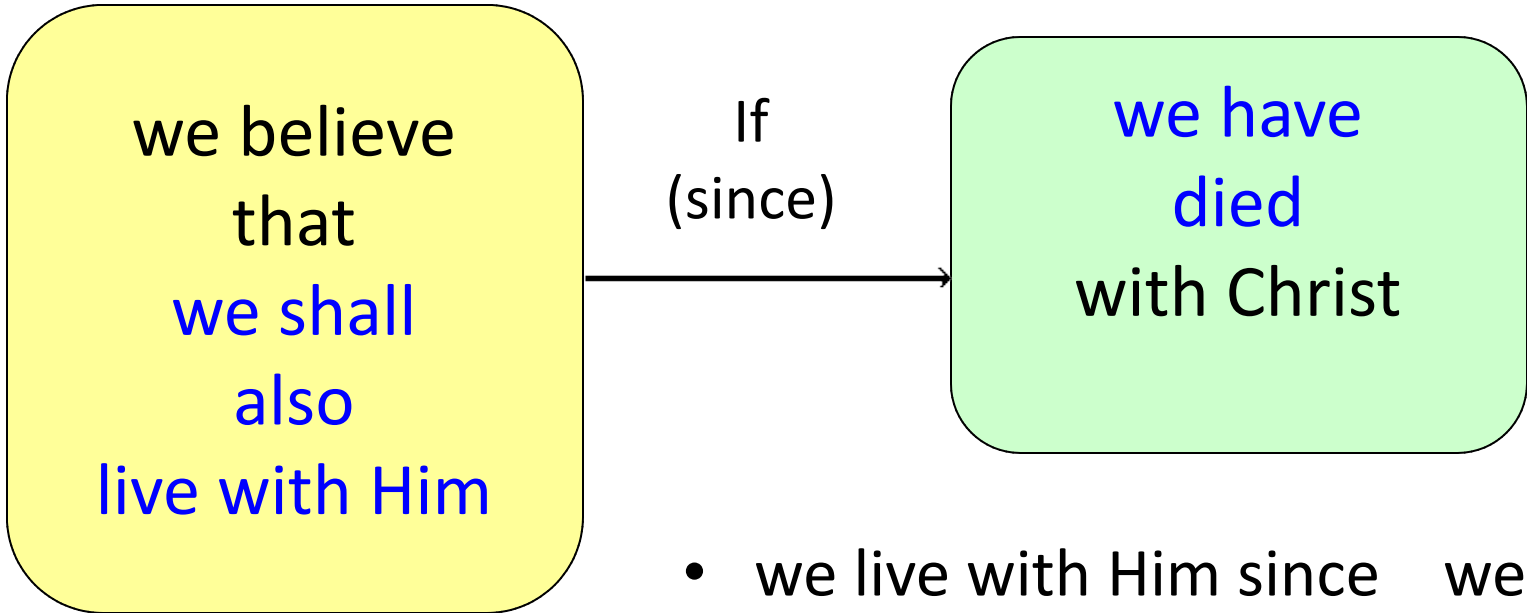 we believe
that
we shall
also
live with Him
If
(since)
we have
died
with Christ
• we live with Him since we